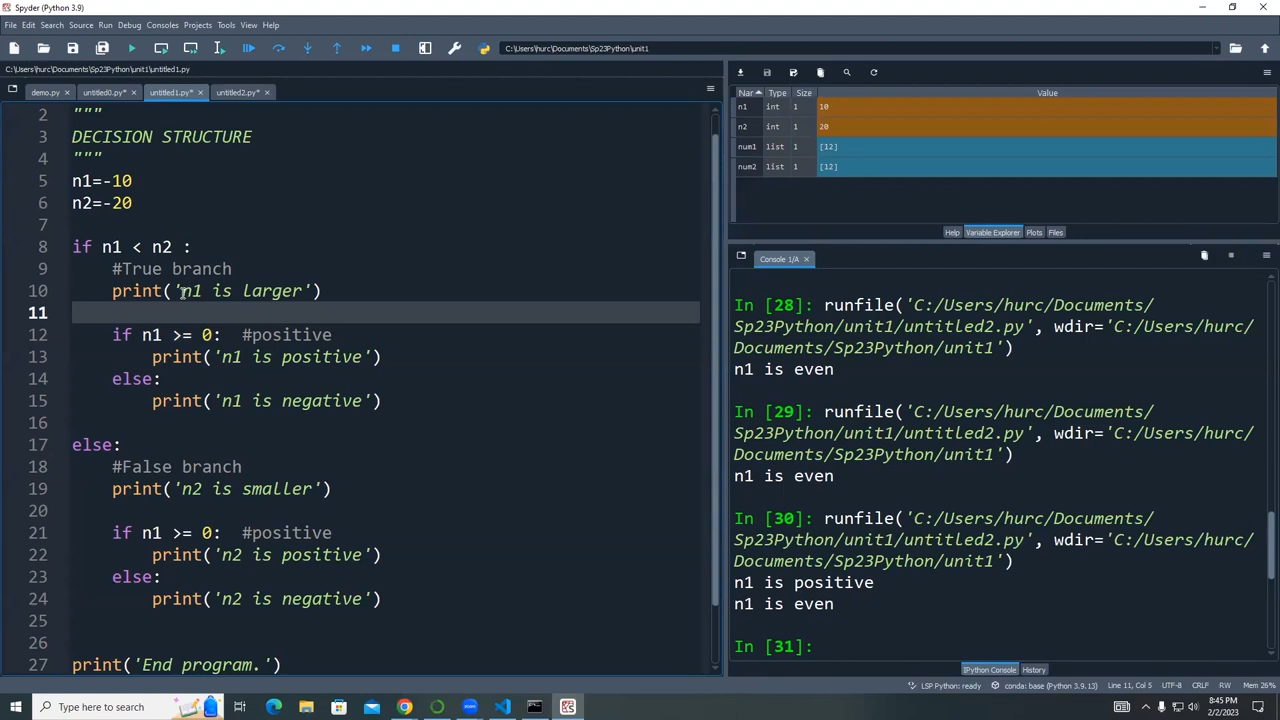 Spyder (Python 3.9)
File Edit Search Source Run Debug Consoles Projects Tools View Help
C:\Users\hurc\Documents\Sp23Python\unit1
C:\Users\hurc\Documents\Sp23Python\unit1\untitled1.py
demo.py untitled0.py* untitled1.py* untitled2.py*
2 """
3 DECISION STRUCTURE
4 """
5 n1=-10
6 n2=-20
7
8 if n1 < n2 :
9 #True branch
10 print('n1 is larger')
11
12 if n1 >= 0: #positive
13 print('n1 is positive')
14 else:
15 print('n1 is negative')
16
17 else:
18 #False branch
19 print('n2 is smaller')
20
21 if n1 >= 0: #positive
22 print('n2 is positive')
23 else:
24 print('n2 is negative')
25
26
27 print('End program.')
Nar Type Size Value
n1 int 1 10
n2 int 1 20
num1 list 1 [12]
num2 list 1 [12]
Help Variable Explorer Plots Files
Console 1/A
In [28]: runfile('C:/Users/hurc/Documents/
Sp23Python/unit1/untitled2.py', wdir='C:/Users/hurc/
Documents/Sp23Python/unit1')
n1 is even
In [29]: runfile('C:/Users/hurc/Documents/
Sp23Python/unit1/untitled2.py', wdir='C:/Users/hurc/
Documents/Sp23Python/unit1')
n1 is even
In [30]: runfile('C:/Users/hurc/Documents/
Sp23Python/unit1/untitled2.py', wdir='C:/Users/hurc/
Documents/Sp23Python/unit1')
n1 is positive
n1 is even
In [31]:
IPython Console History
LSP Python: ready conda: base (Python 3.9.13) Line 11, Col 5 UTF-8 CRLF RW Mem 26%
Type here to search
8:45 PM
2/2/2023